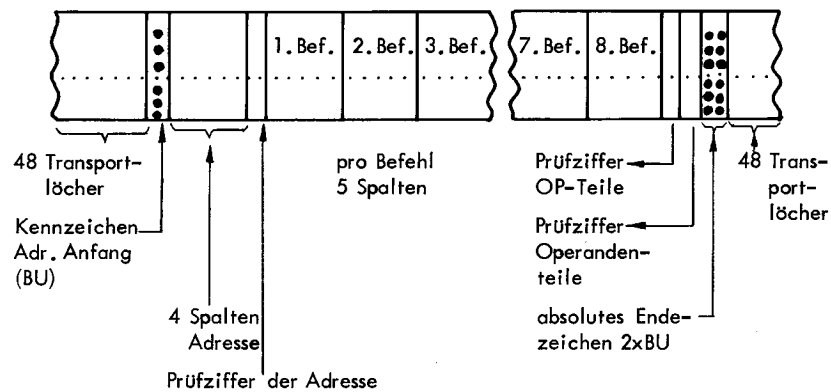 1. Bef.
2. Bef.
3. Bef.
7. Bef.
8. Bef.
48 Transport-
löcher
pro Befehl
5 Spalten
Prüfziffer
OP-Teile
48 Trans-
port-
löcher
Kennzeichen
Adr. Anfang
(BU)
Prüfziffer
Operanden-
teile
4 Spalten
Adresse
absolutes Ende-
zeichen 2xBU
Prüfziffer der Adresse